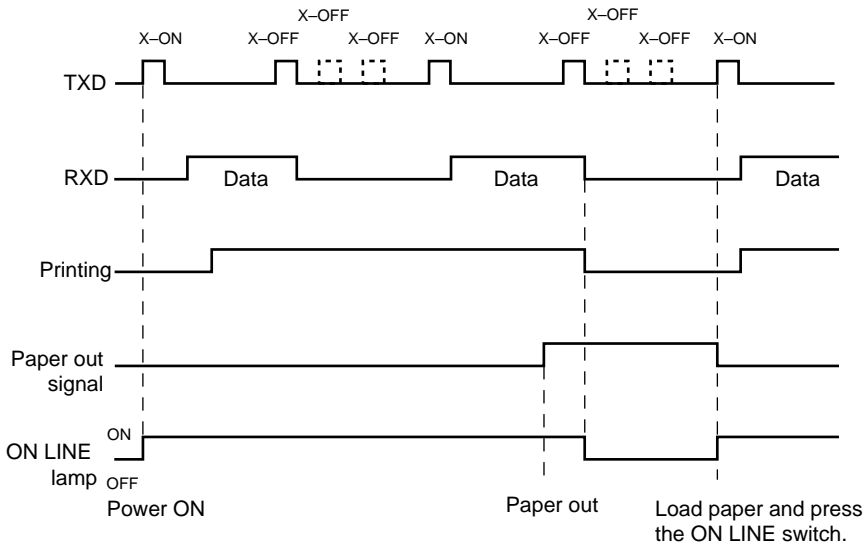 X–OFF X–OFF
X–ON X–OFF X–OFF X–ON X–OFF X–OFF X–ON
TXD
RXD Data Data Data
Printing
Paper out
signal
ON
ON LINE
lamp
OFF
Power ON Paper out Load paper and press
the ON LINE switch.